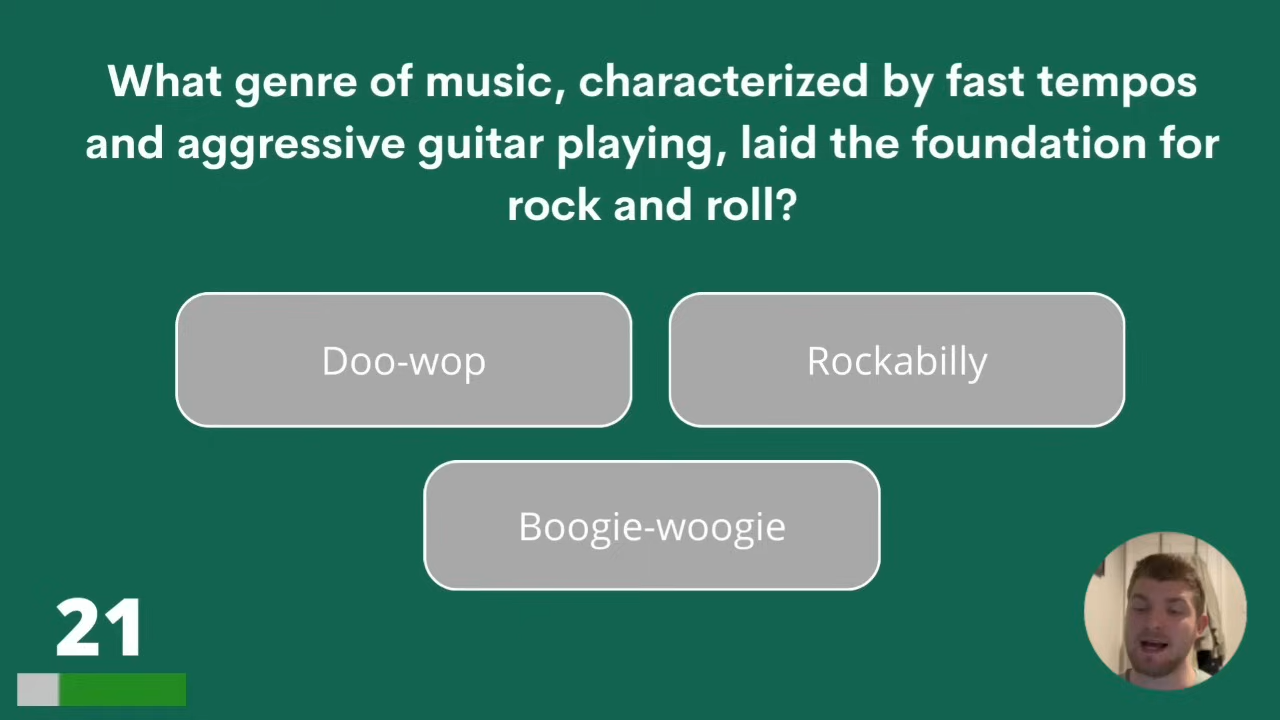 What genre of music, characterized by fast tempos
and aggressive guitar playing, laid the foundation for
rock and roll?
Doo-wop
Rockabilly
Boogie-woogie
21